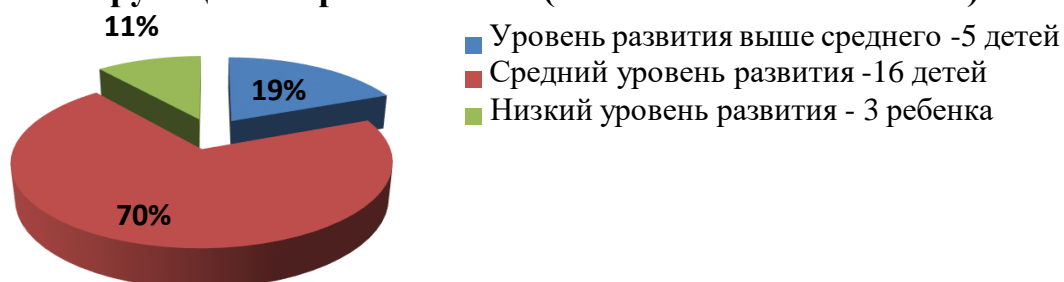 11%
19%
70%
Уровень развития выше среднего -5 детей
Средний уровень развития -16 детей
Низкий уровень развития - 3 ребенка